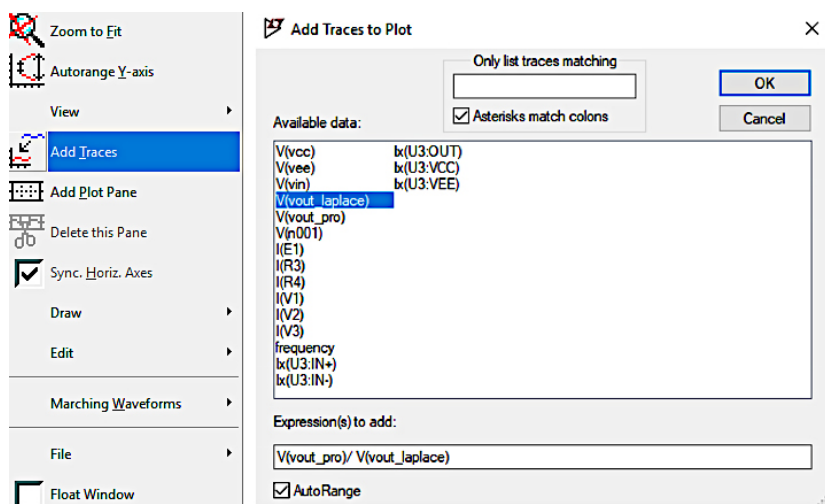 Zoom to Fit
Autorange Y-axis
View
Add Traces
Add Plot Pane
Delete this Pane
Sync. Horiz. Axes
Draw
Edit
Marching Waveforms
File
Float Window
Add Traces to Plot
Only list traces matching
Asterisks match colons
OK
Cancel
Available data:
V(vcc) Ix(U3:OUT)
V(vee) Ix(U3:VCC)
V(vin) Ix(U3:VEE)
V(vout_laplace)
V(vout_pro)
V(n001)
I(E1)
I(R3)
I(R4)
I(V1)
I(V2)
I(V3)
frequency
Ix(U3:IN+)
Ix(U3:IN-)
Expression(s) to add:
V(vout_pro)/ V(vout_laplace)
AutoRange